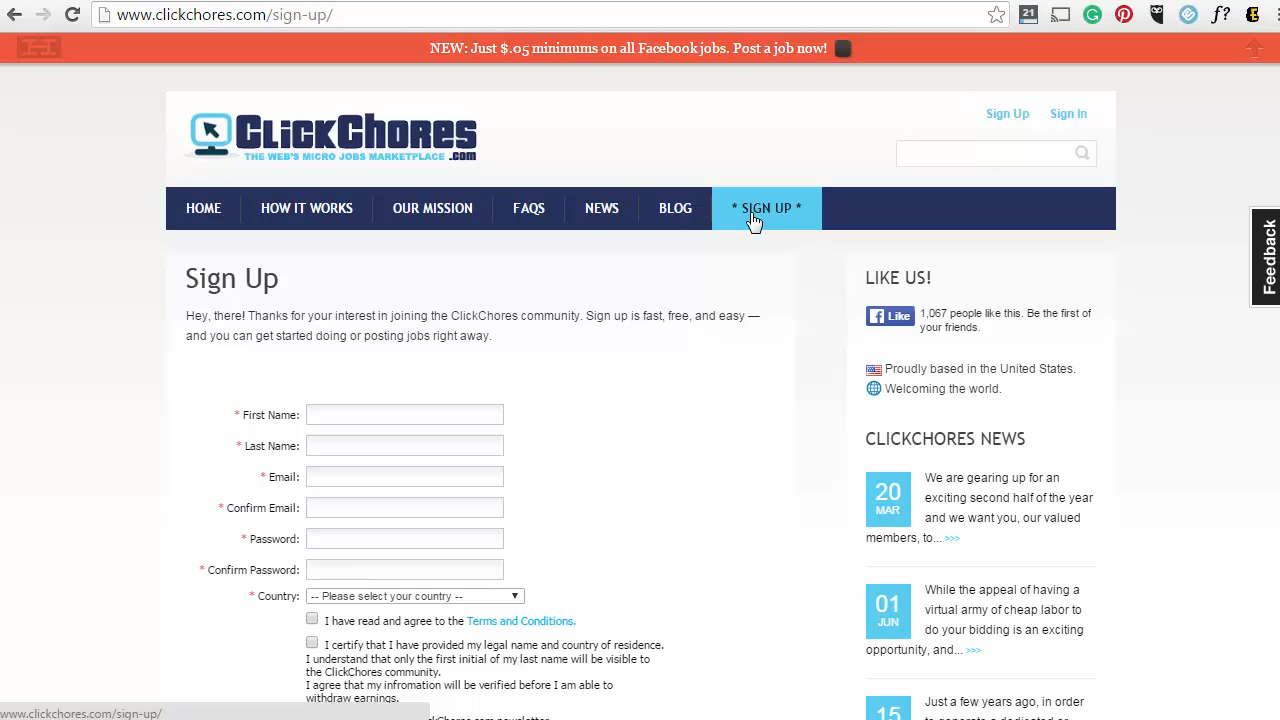 www.clickchores.com/sign-up/
21
f?
NEW: Just $.05 minimums on all Facebook jobs. Post a job now!
CLICKCHORES
THE WEB'S MICRO JOBS MARKETPLACE .COM
Sign Up Sign In
HOME HOW IT WORKS OUR MISSION FAQS NEWS BLOG * SIGN UP *
Feedback
Sign Up
Hey, there! Thanks for your interest in joining the ClickChores community. Sign up is fast, free, and easy —
and you can get started doing or posting jobs right away.
* First Name:
* Last Name:
* Email:
* Confirm Email:
* Password:
* Confirm Password:
* Country: -- Please select your country --
I have read and agree to the Terms and Conditions.
I certify that I have provided my legal name and country of residence.
I understand that only the first initial of my last name will be visible to
the ClickChores community.
I agree that my infromation will be verified before I am able to
withdraw earnings.
LIKE US!
Like 1,067 people like this. Be the first of
your friends.
Proudly based in the United States.
Welcoming the world.
CLICKCHORES NEWS
20
MAR
We are gearing up for an
exciting second half of the year
and we want you, our valued
members, to... >>>
01
JUN
While the appeal of having a
virtual army of cheap labor to
do your bidding is an exciting
opportunity, and... >>>
15
Just a few years ago, in order
www.clickchores.com/sign-up/